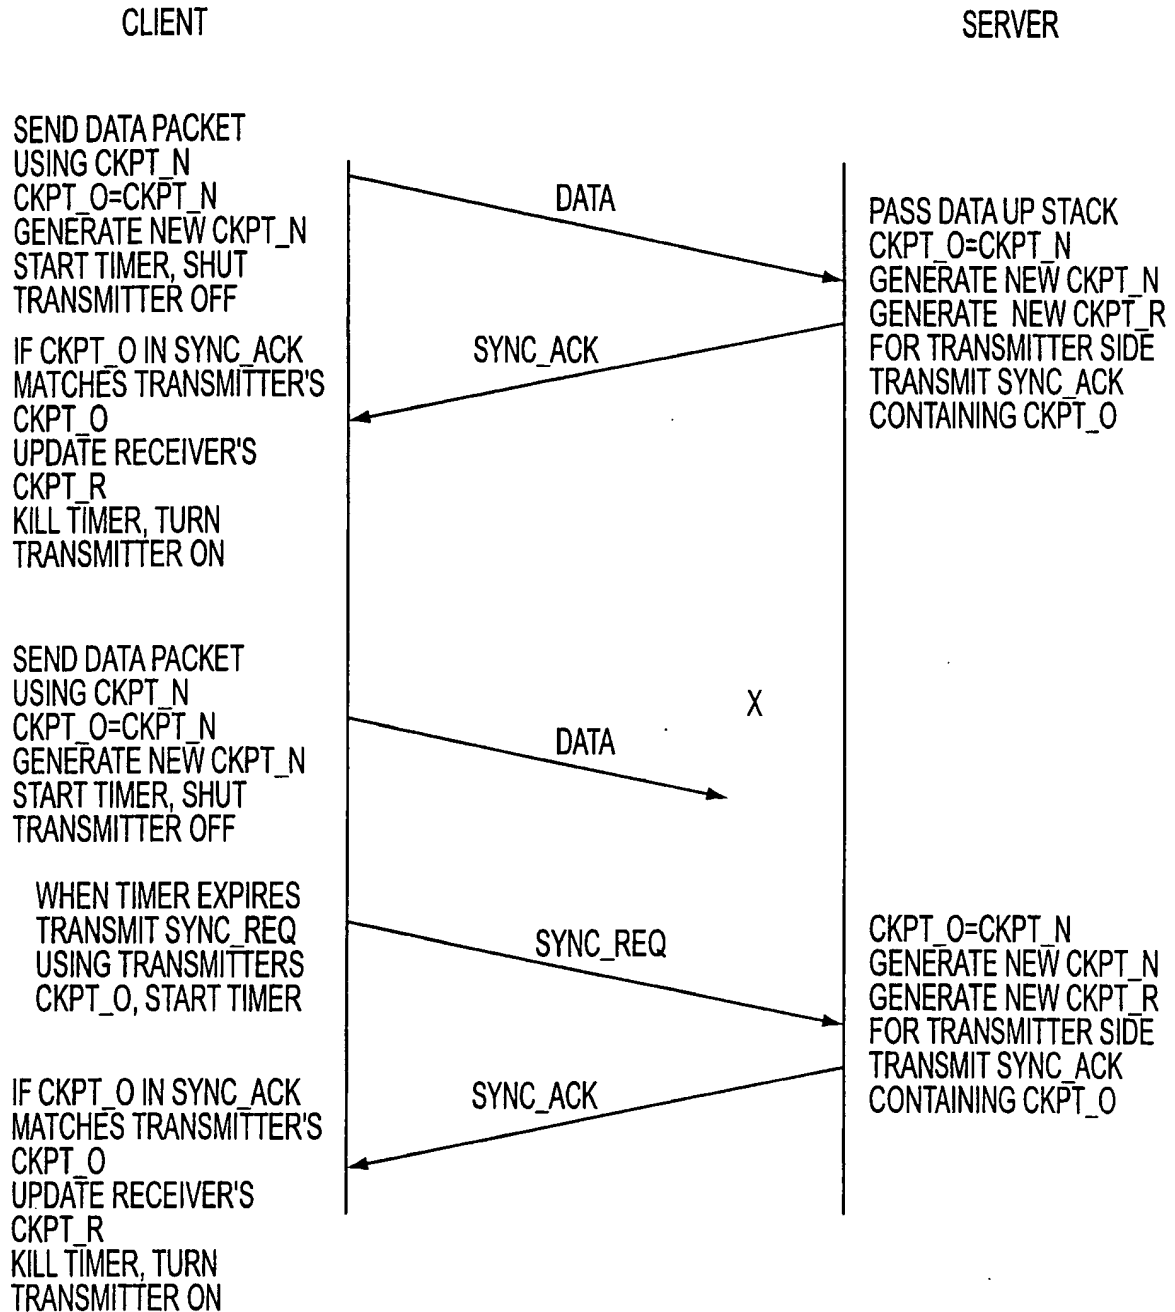 CLIENT
SERVER
SEND DATA PACKET
USING CKPT_N
CKPT_O=CKPT_N
GENERATE NEW CKPT_N
START TIMER, SHUT
TRANSMITTER OFF
DATA
PASS DATA UP STACK
CKPT_O=CKPT_N
GENERATE NEW CKPT_N
GENERATE NEW CKPT_R
FOR TRANSMITTER SIDE
TRANSMIT SYNC_ACK
CONTAINING CKPT_O
SYNC_ACK
IF CKPT_O IN SYNC_ACK
MATCHES TRANSMITTER'S
CKPT_O
UPDATE RECEIVER'S
CKPT_R
KILL TIMER, TURN
TRANSMITTER ON
SEND DATA PACKET
USING CKPT_N
CKPT_O=CKPT_N
GENERATE NEW CKPT_N
START TIMER, SHUT
TRANSMITTER OFF
DATA
X
WHEN TIMER EXPIRES
TRANSMIT SYNC_REQ
USING TRANSMITTERS
CKPT_O, START TIMER
SYNC_REQ
CKPT_O=CKPT_N
GENERATE NEW CKPT_N
GENERATE NEW CKPT_R
FOR TRANSMITTER SIDE
TRANSMIT SYNC_ACK
CONTAINING CKPT_O
SYNC_ACK
IF CKPT_O IN SYNC_ACK
MATCHES TRANSMITTER'S
CKPT_O
UPDATE RECEIVER'S
CKPT_R
KILL TIMER, TURN
TRANSMITTER ON